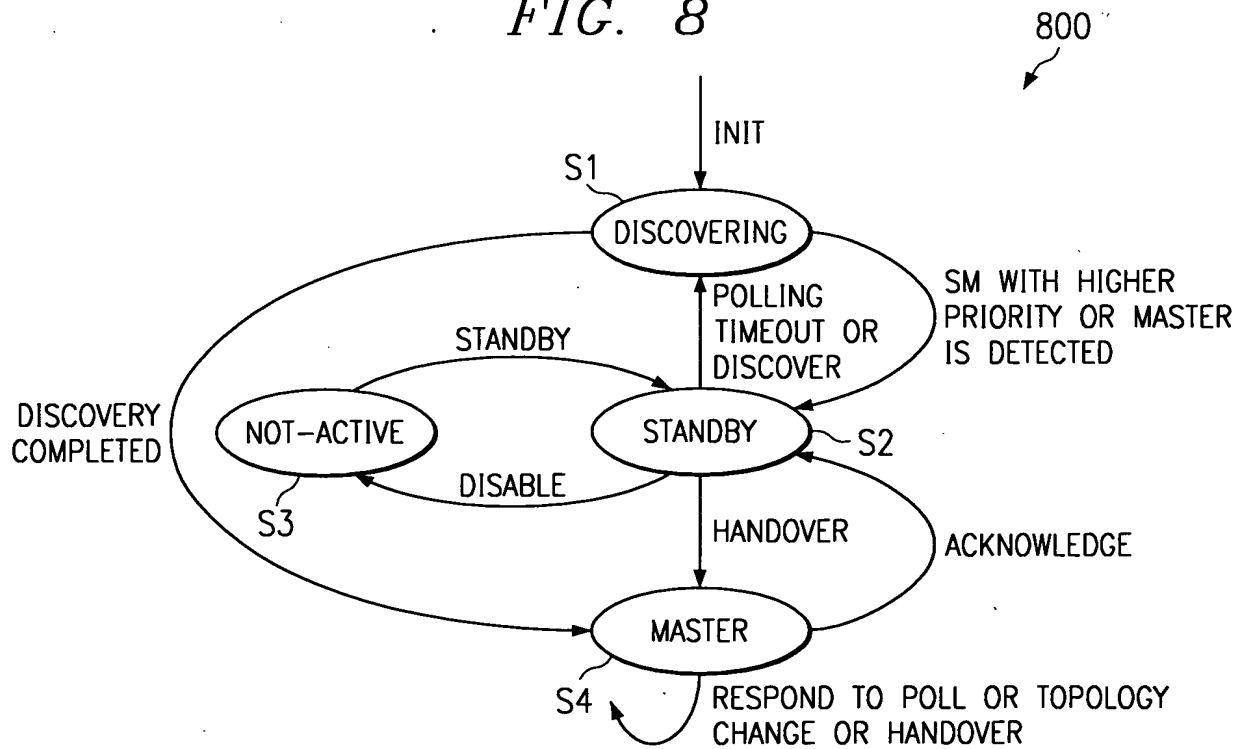 FIG. 8
800
INIT
S1
DISCOVERING
POLLING
TIMEOUT OR
DISCOVER
SM WITH HIGHER
PRIORITY OR MASTER
IS DETECTED
STANDBY
DISCOVERY
COMPLETED
NOT-ACTIVE
STANDBY
S2
S3
DISABLE
HANDOVER
ACKNOWLEDGE
MASTER
S4
RESPOND TO POLL OR TOPOLOGY
CHANGE OR HANDOVER